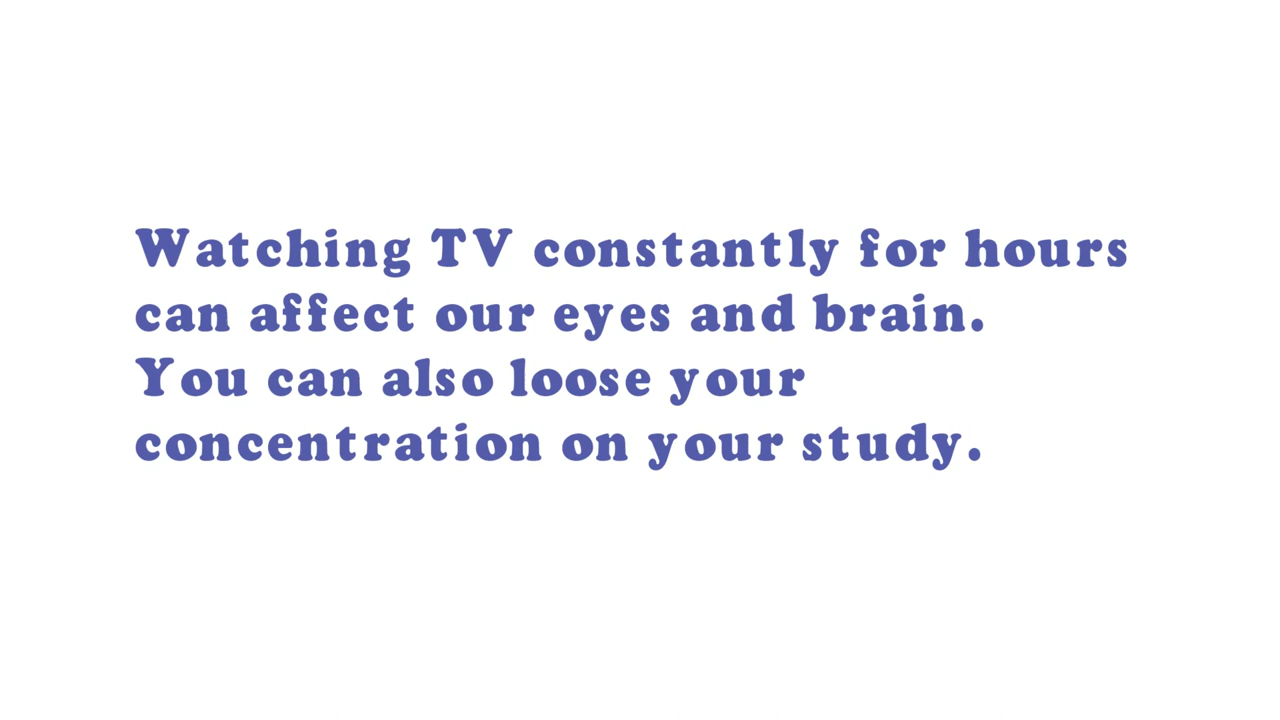 Watching TV constantly for hours
can affect our eyes and brain.
You can also loose your
concentration on your study.